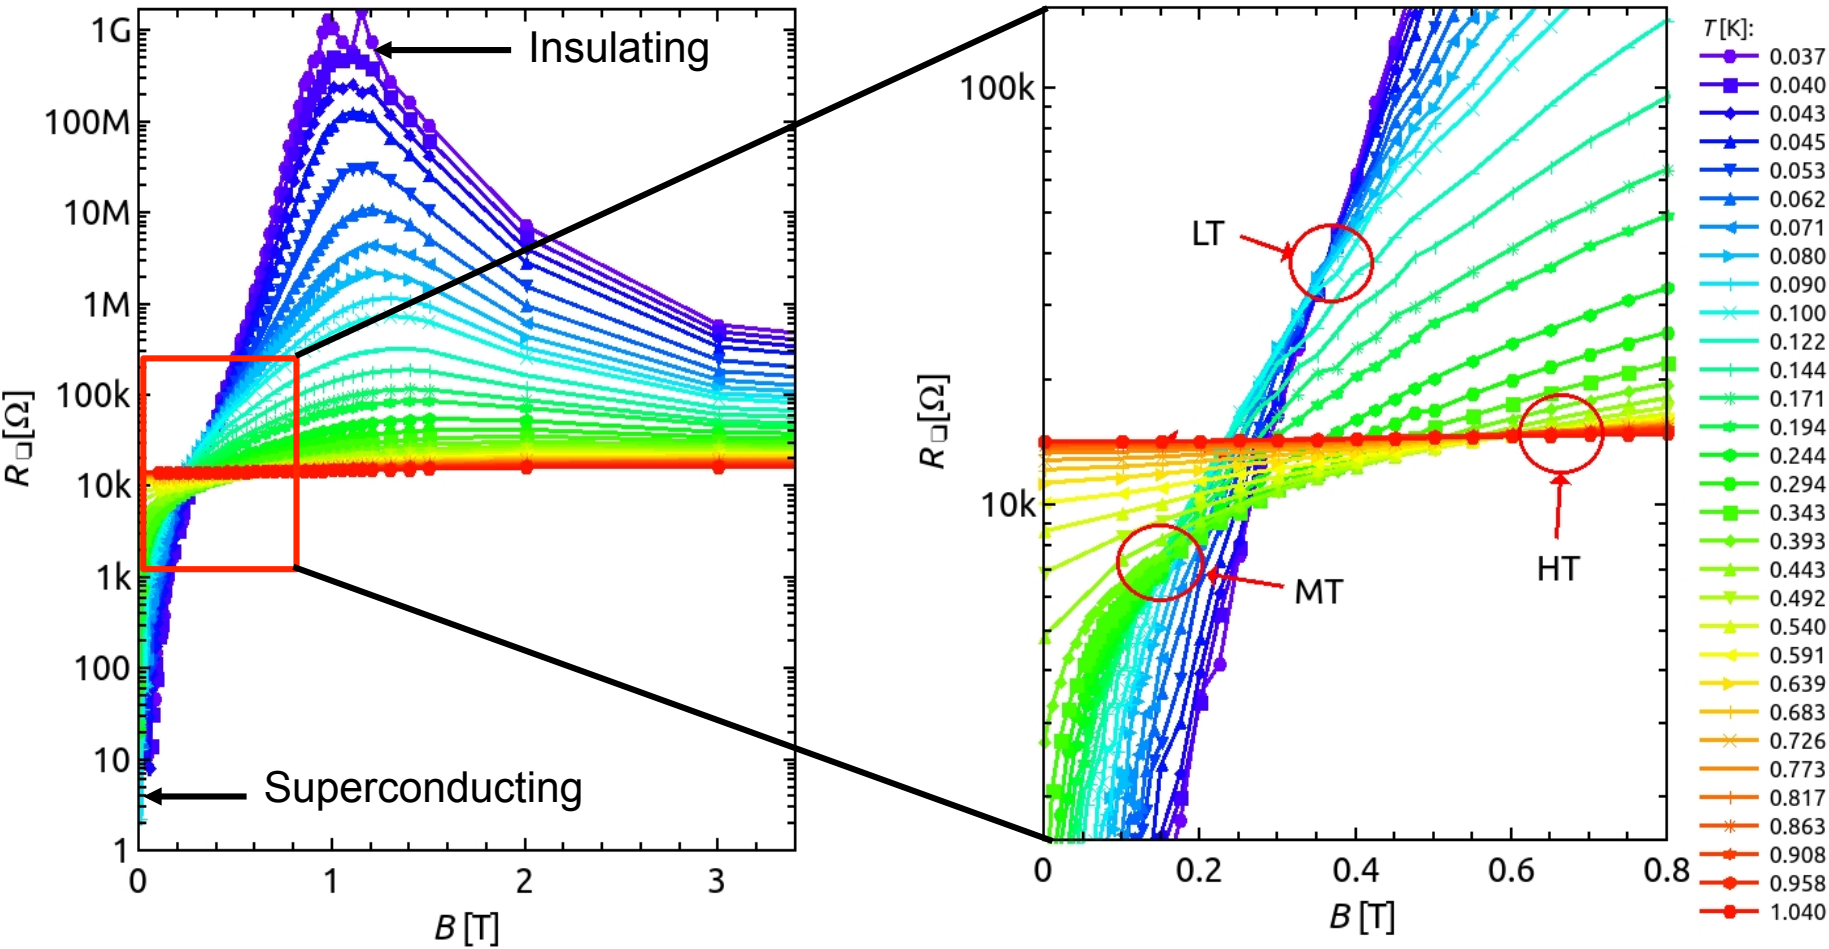 1G
100M
10M
1M
100k
10k
1k
100
10
1
R□[Ω]
0
1
2
3
B [T]
Insulating
Superconducting
100k
10k
R□[Ω]
0
0.2
0.4
0.6
0.8
B [T]
LT
MT
HT
T [K]:
0.037
0.040
0.043
0.045
0.053
0.062
0.071
0.080
0.090
0.100
0.122
0.144
0.171
0.194
0.244
0.294
0.343
0.393
0.443
0.492
0.540
0.591
0.639
0.683
0.726
0.773
0.817
0.863
0.908
0.958
1.040